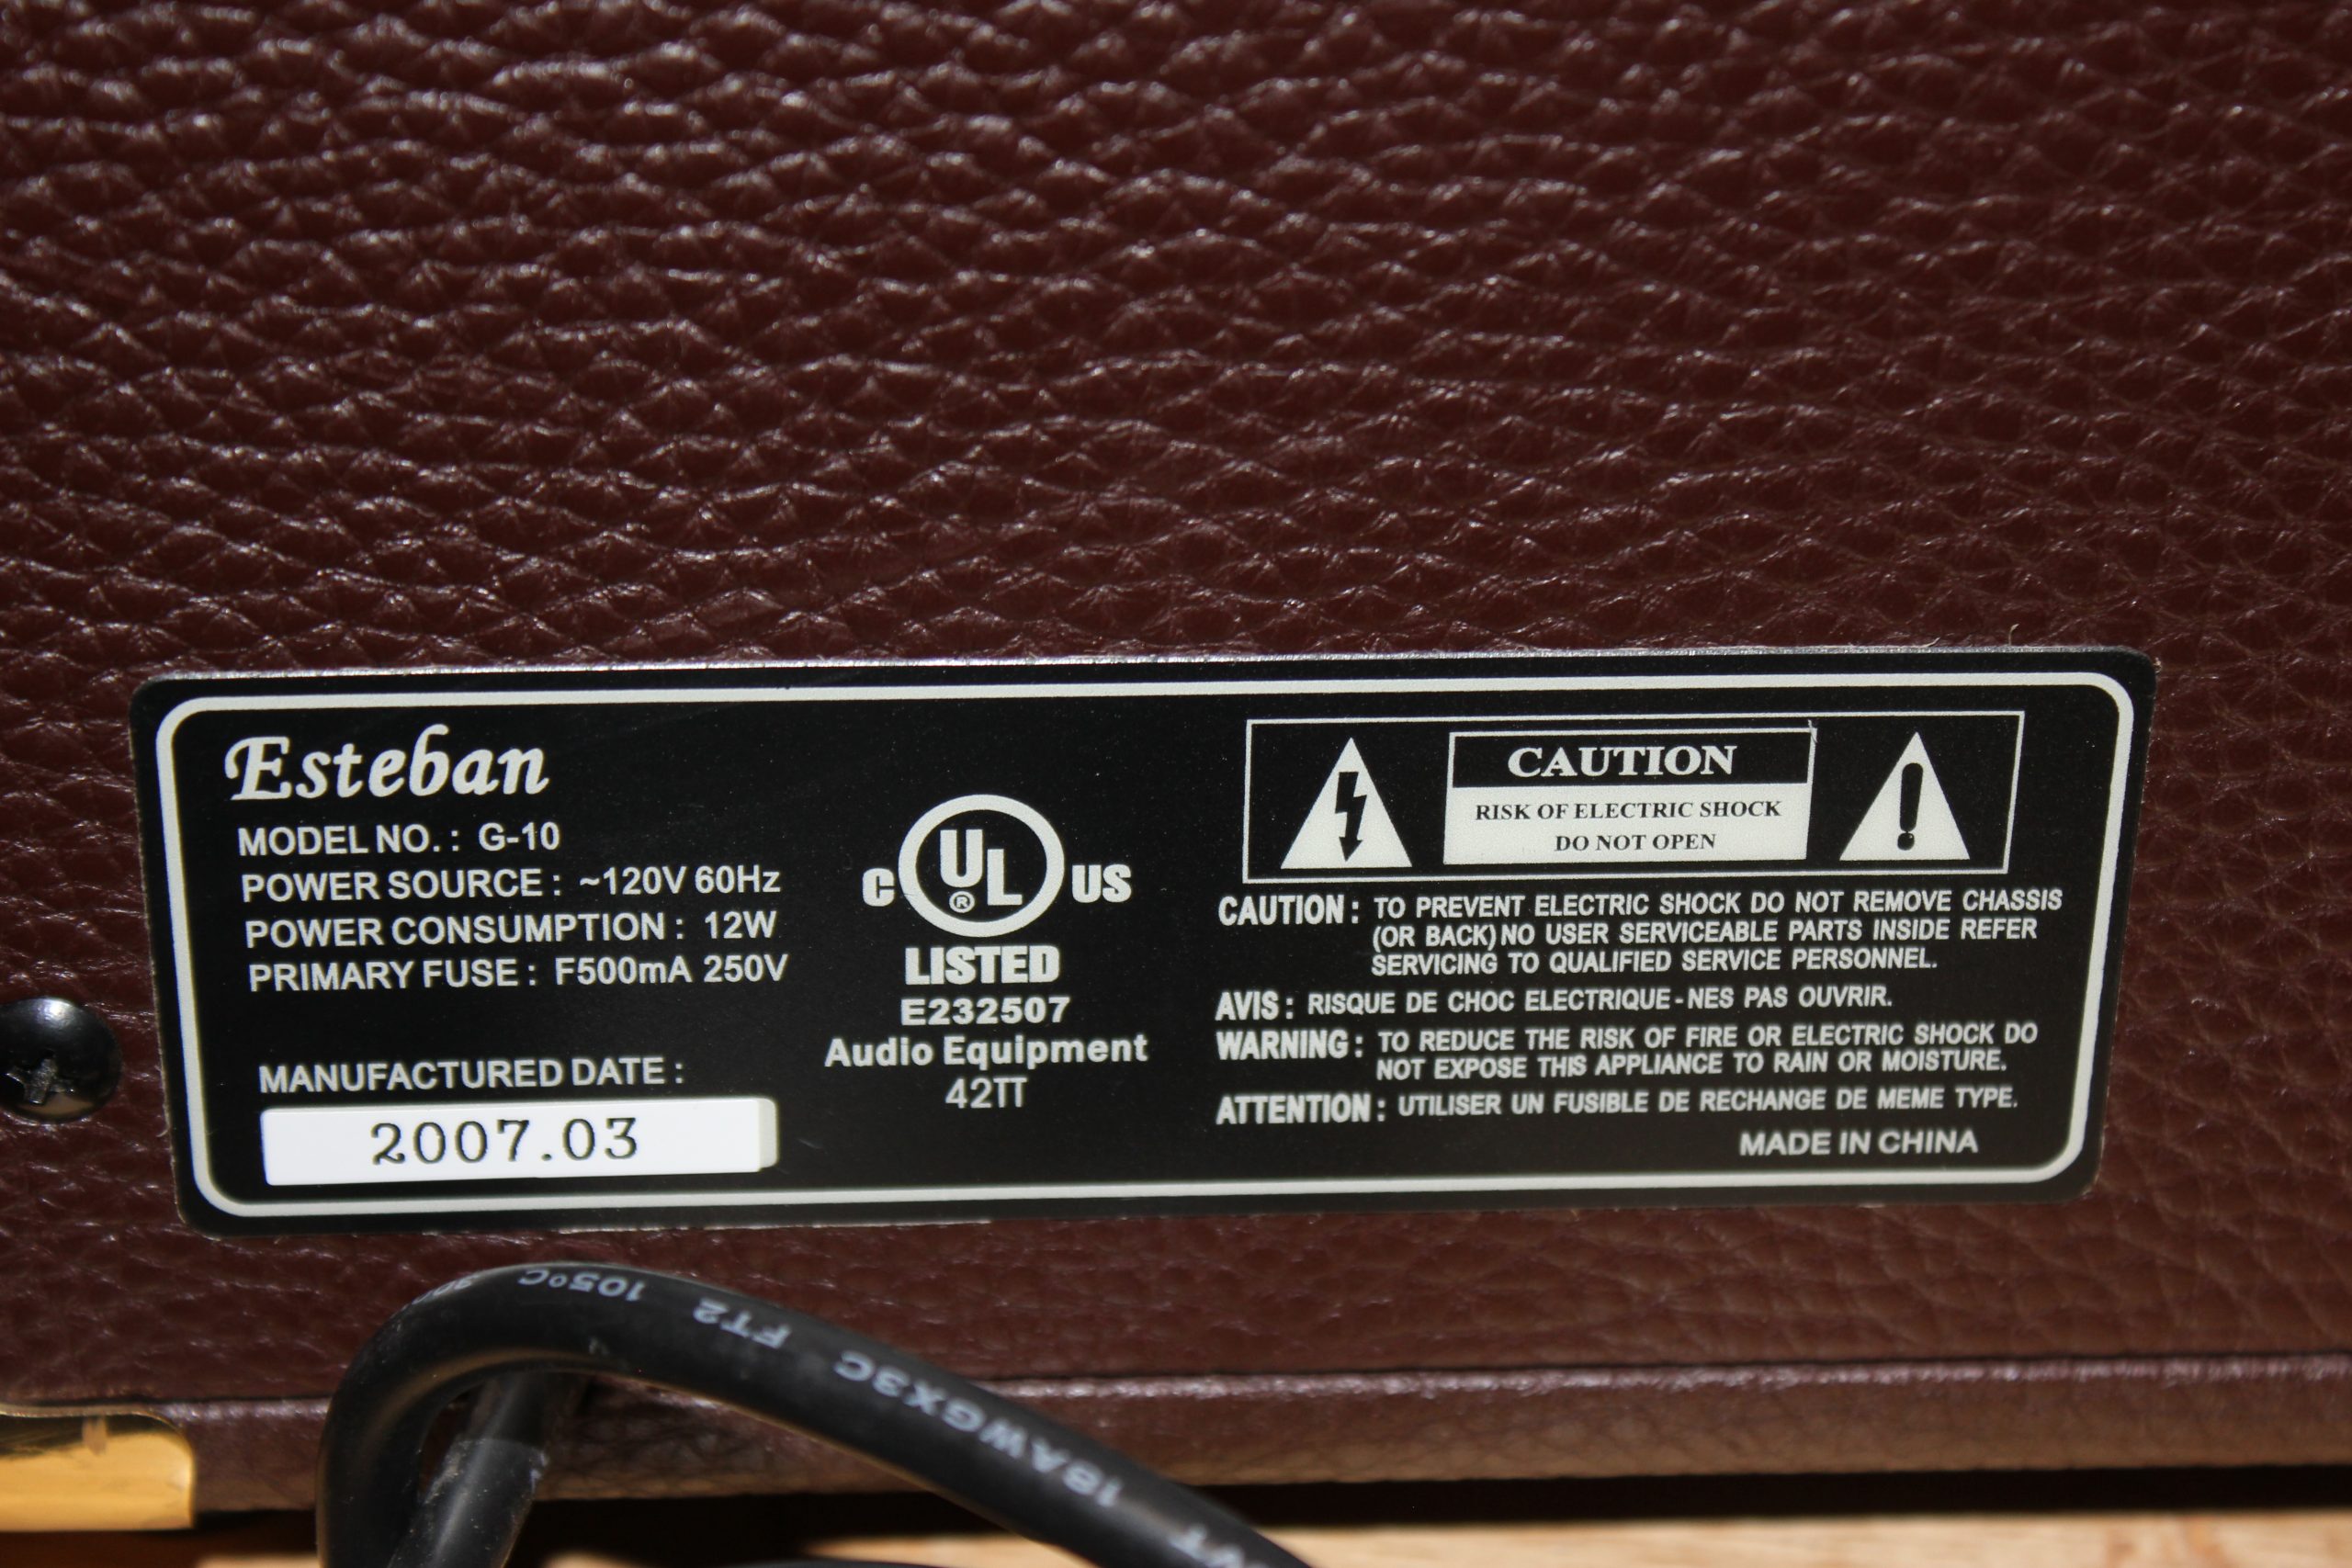 Esteban
MODEL NO. : G-10
POWER SOURCE : ~120V 60Hz
POWER CONSUMPTION : 12W
PRIMARY FUSE : F500mA 250V
MANUFACTURED DATE :
2007.03
C UL ® US
LISTED
E232507
Audio Equipment
42TT
CAUTION
RISK OF ELECTRIC SHOCK
DO NOT OPEN
CAUTION : TO PREVENT ELECTRIC SHOCK DO NOT REMOVE CHASSIS
(OR BACK) NO USER SERVICEABLE PARTS INSIDE REFER
SERVICING TO QUALIFIED SERVICE PERSONNEL.
AVIS : RISQUE DE CHOC ELECTRIQUE-NES PAS OUVRIR.
WARNING : TO REDUCE THE RISK OF FIRE OR ELECTRIC SHOCK DO
NOT EXPOSE THIS APPLIANCE TO RAIN OR MOISTURE.
ATTENTION : UTILISER UN FUSIBLE DE RECHANGE DE MEME TYPE.
MADE IN CHINA
18AWGX3C FT2 105°C